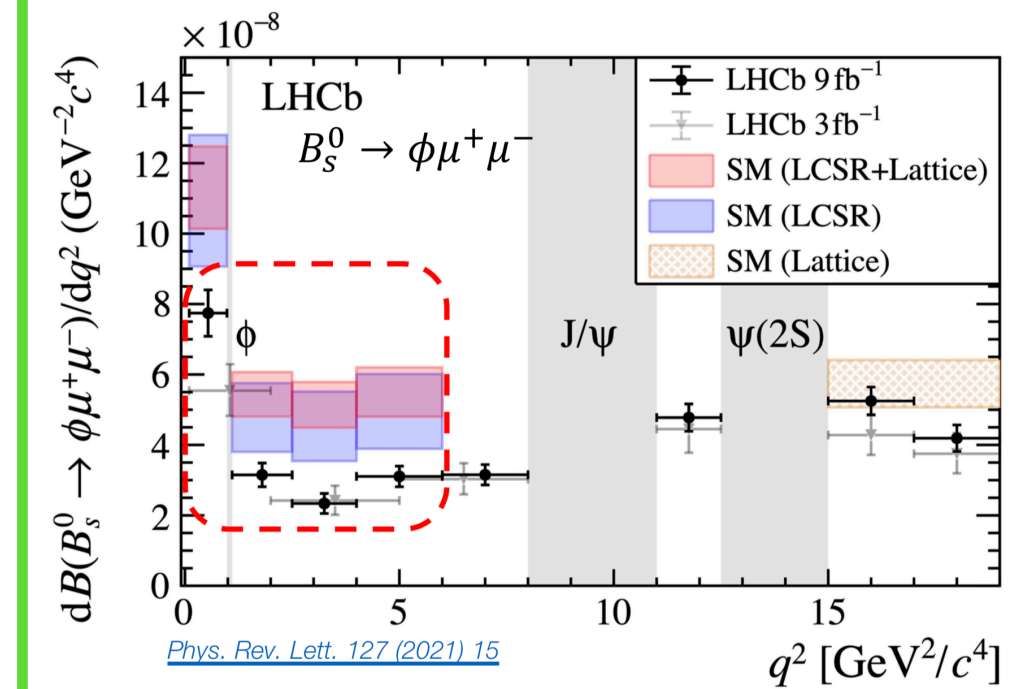 × 10⁻⁸
dB(B⁰ₛ → ϕμ⁺μ⁻)/dq² (GeV⁻²c⁴)
14
12
10
8
6
4
2
0
LHCb
B⁰ₛ → ϕμ⁺μ⁻
LHCb 9 fb⁻¹
LHCb 3 fb⁻¹
SM (LCSR+Lattice)
SM (LCSR)
SM (Lattice)
ϕ
J/ψ
ψ(2S)
0 5 10 15
Phys. Rev. Lett. 127 (2021) 15
q² [GeV²/c⁴]